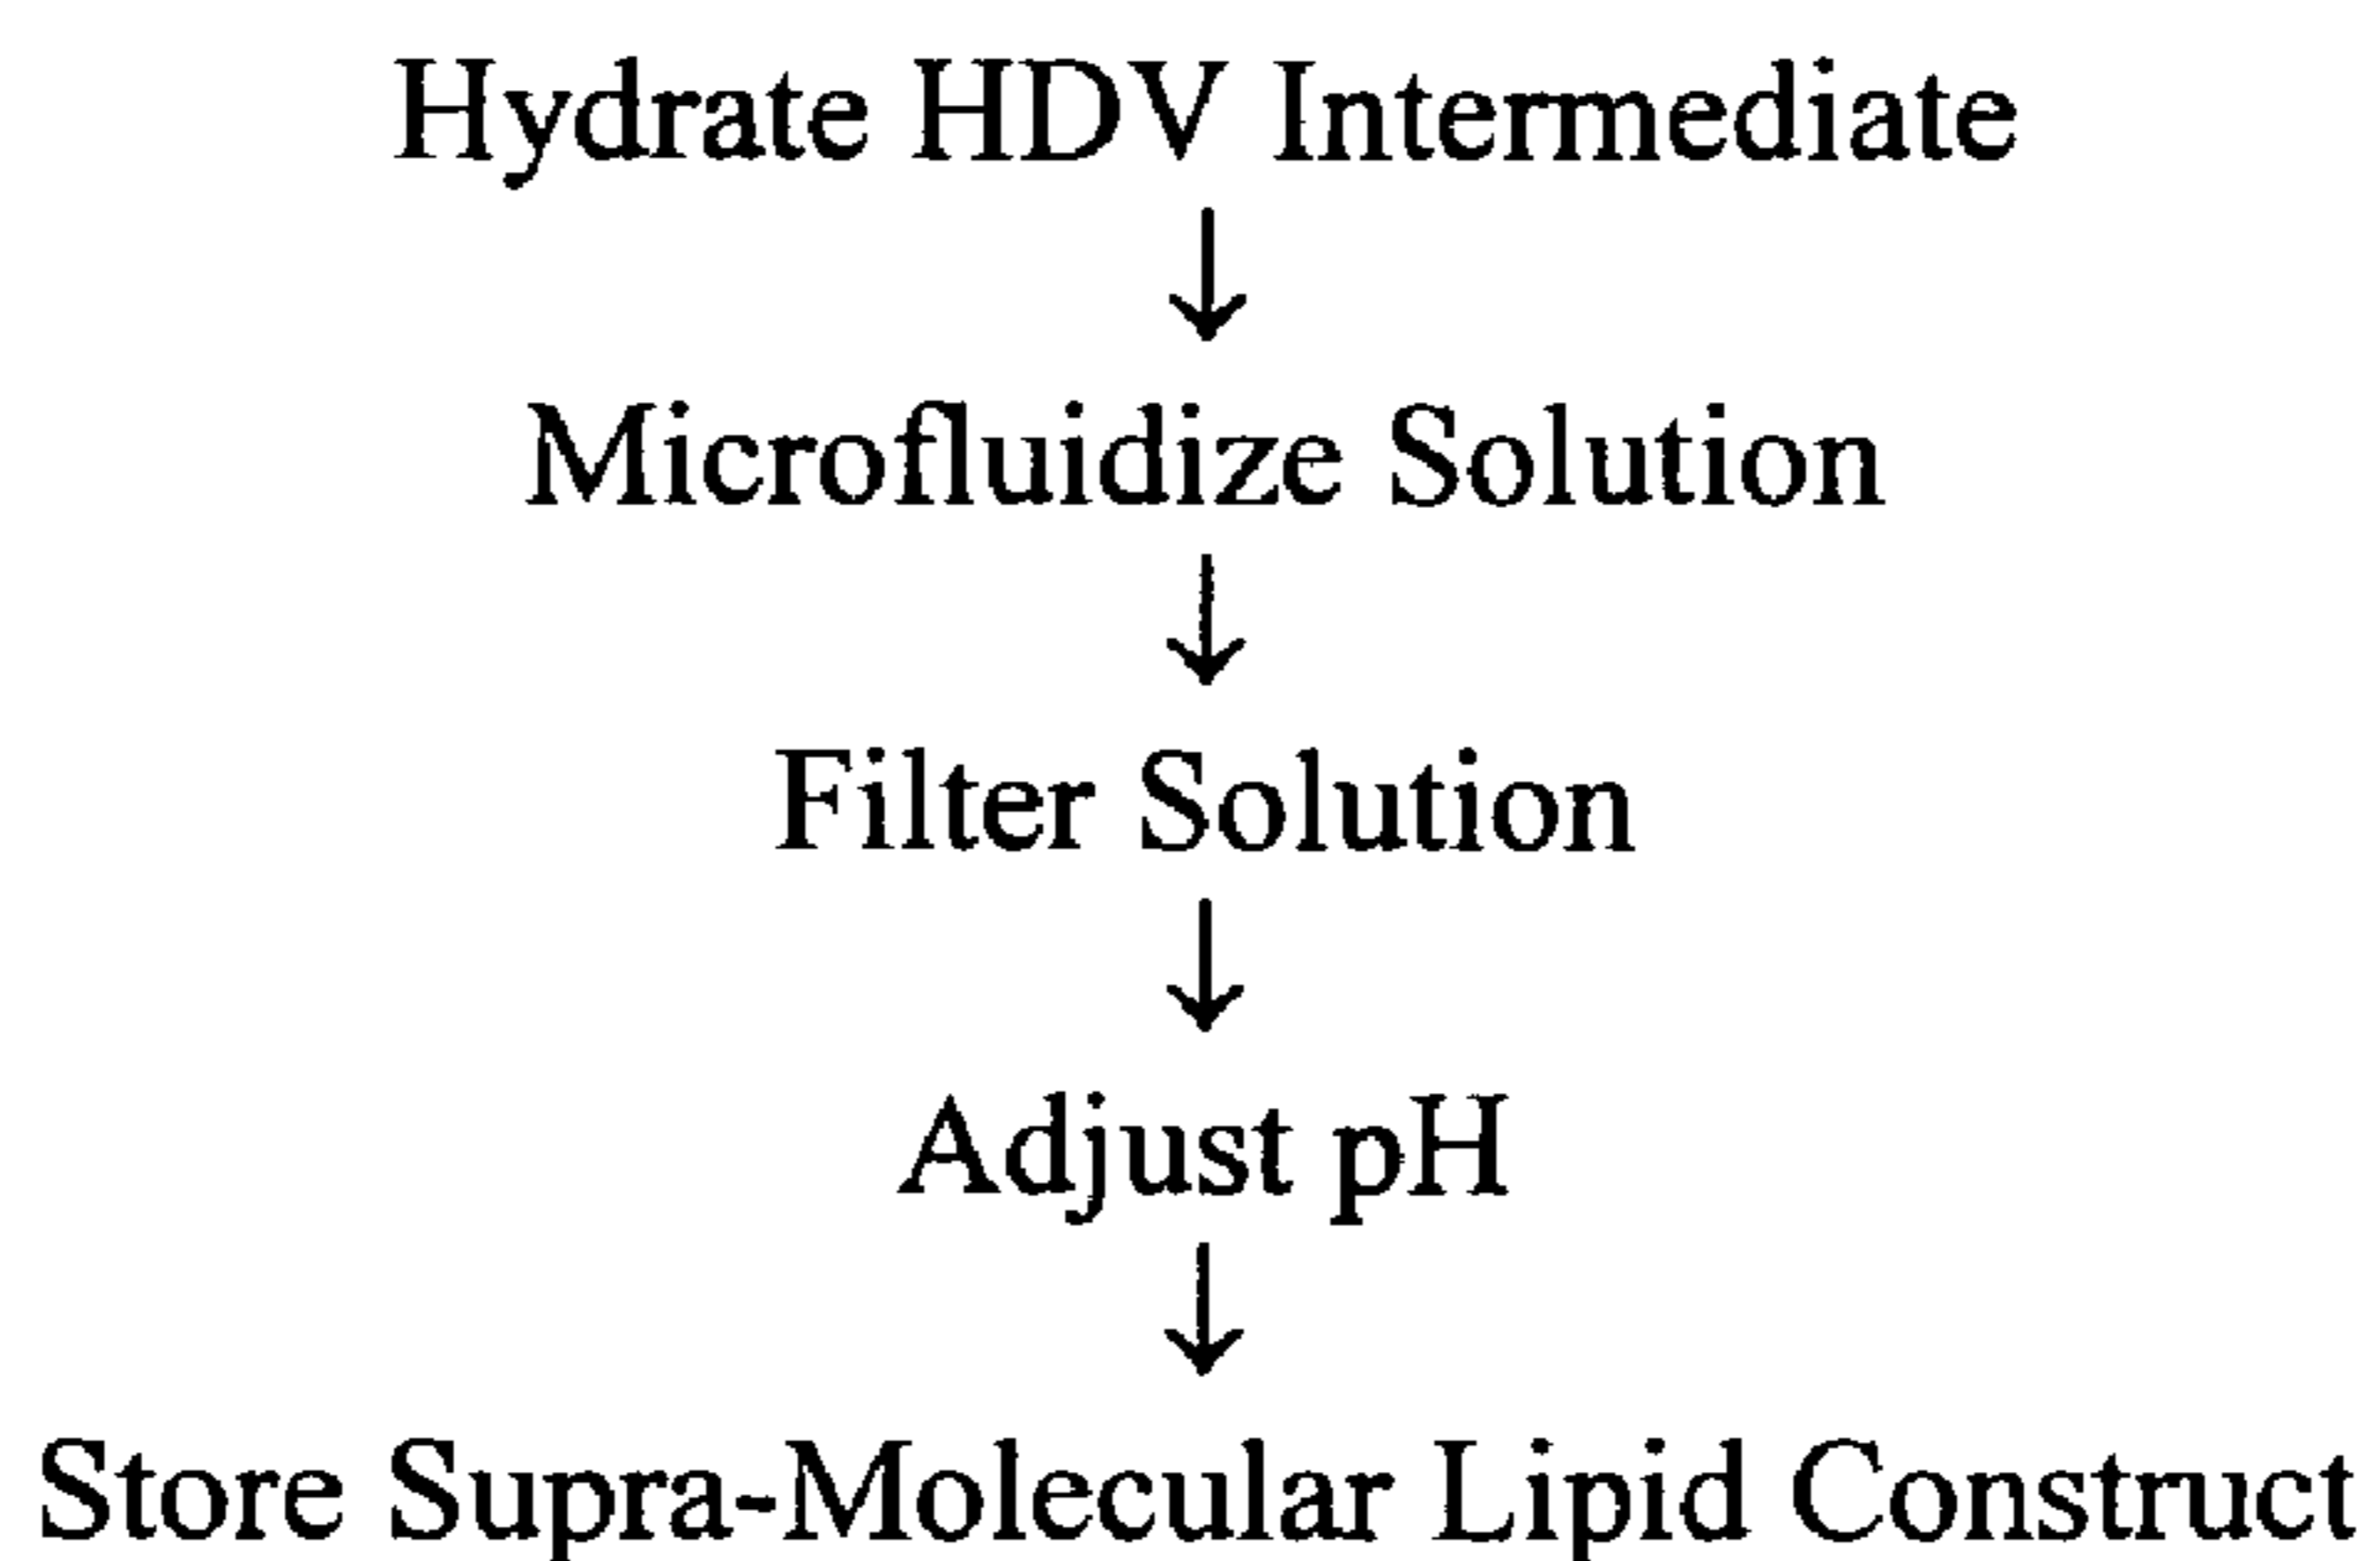 Hydrate HDV Intermediate
Microfluidize Solution
Filter Solution
Adjust pH
Store Supra-Molecular Lipid Construct